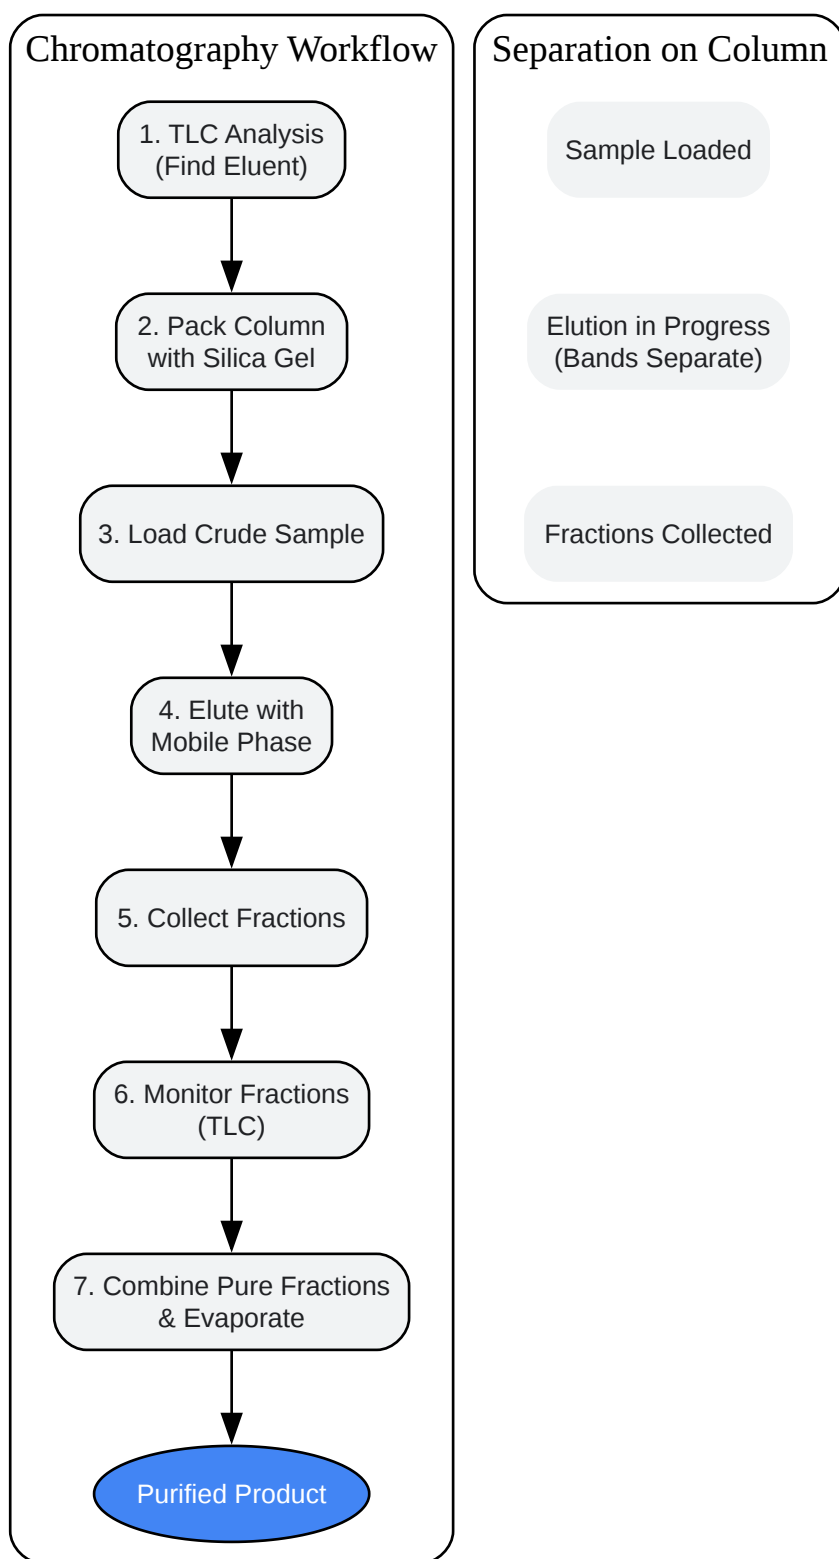 Chromatography Workflow
1. TLC Analysis
(Find Eluent)
2. Pack Column
with Silica Gel
3. Load Crude Sample
4. Elute with
Mobile Phase
5. Collect Fractions
6. Monitor Fractions
(TLC)
7. Combine Pure Fractions
& Evaporate
Purified Product
Separation on Column
Sample Loaded
Elution in Progress
(Bands Separate)
Fractions Collected